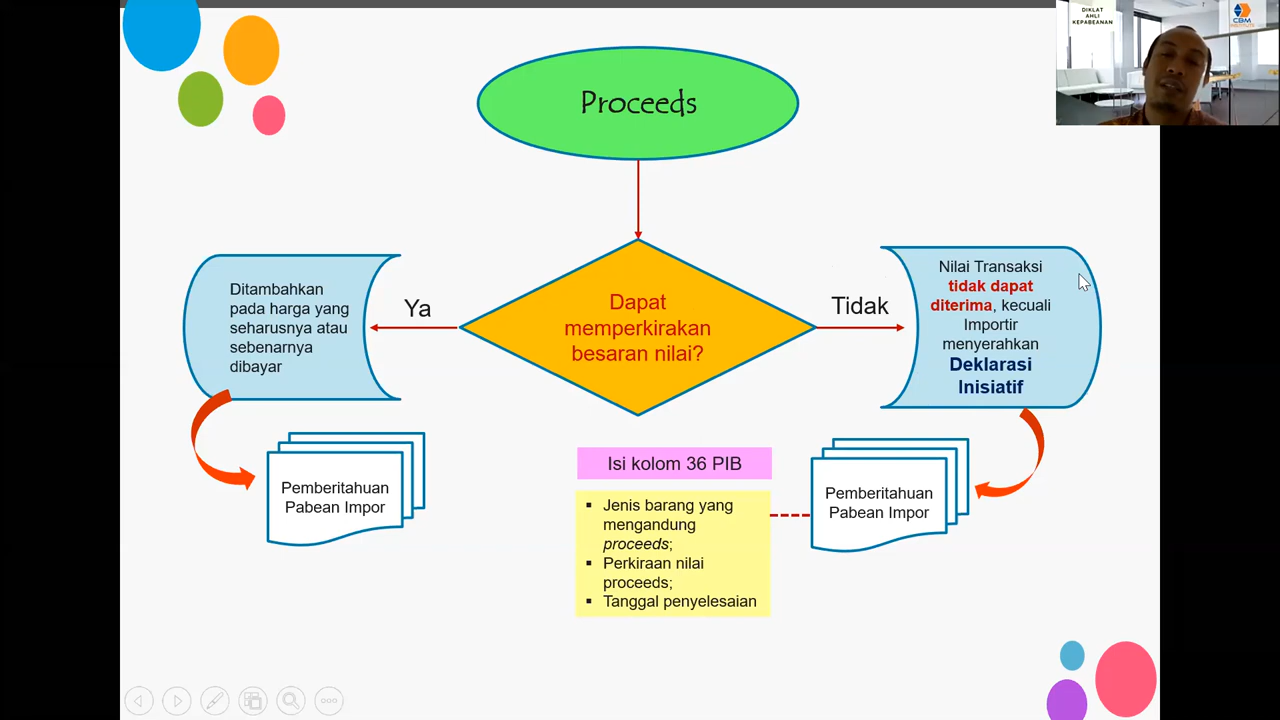 DIKLAT
AHLI
KEPABEANAN
CBM
INSTITUTE
Proceeds
Dapat
memperkirakan
besaran nilai?
Ya
Ditambahkan
pada harga yang
seharusnya atau
sebenarnya
dibayar
Pemberitahuan
Pabean Impor
Tidak
Nilai Transaksi
tidak dapat
diterima, kecuali
Importir
menyerahkan
Deklarasi
Inisiatif
Pemberitahuan
Pabean Impor
Isi kolom 36 PIB
▪ Jenis barang yang
mengandung
proceeds;
▪ Perkiraan nilai
proceeds;
▪ Tanggal penyelesaian